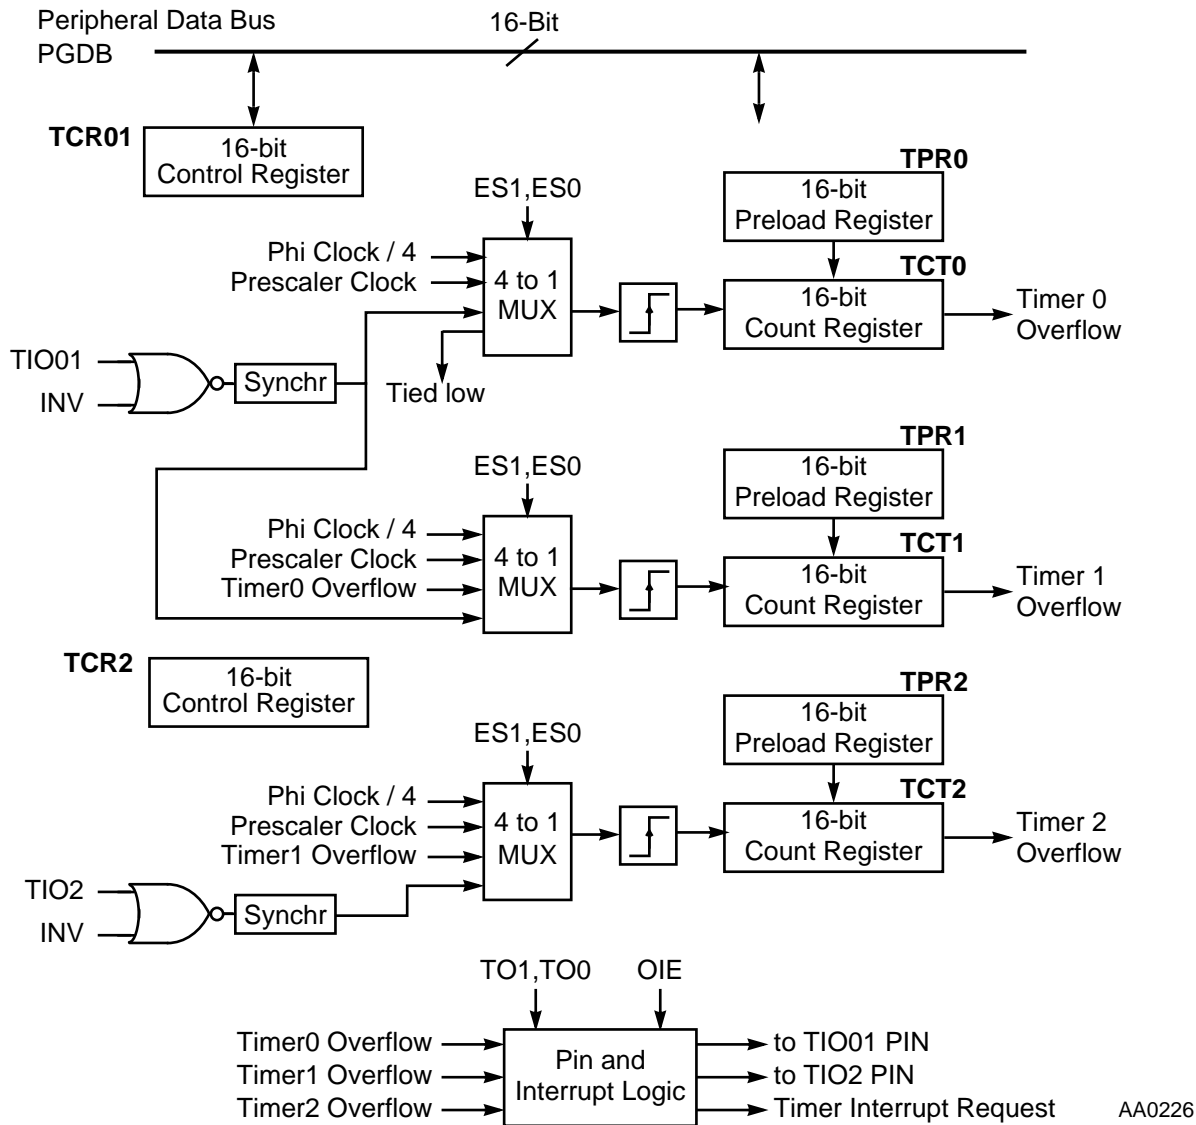 Peripheral Data Bus
16-Bit
PGDB
TCR01
16-bit
Control Register
TPR0
16-bit
Preload Register
ES1,ES0
Phi Clock / 4
Prescaler Clock
4 to 1
MUX
TCT0
16-bit
Count Register
Timer 0
Overflow
TIO01
INV
Synchr
Tied low
TPR1
16-bit
Preload Register
ES1,ES0
Phi Clock / 4
Prescaler Clock
Timer0 Overflow
4 to 1
MUX
TCT1
16-bit
Count Register
Timer 1
Overflow
TCR2
16-bit
Control Register
TPR2
16-bit
Preload Register
ES1,ES0
Phi Clock / 4
Prescaler Clock
Timer1 Overflow
4 to 1
MUX
TCT2
16-bit
Count Register
Timer 2
Overflow
TIO2
INV
Synchr
TO1,TO0
OIE
Timer0 Overflow
Timer1 Overflow
Timer2 Overflow
Pin and
Interrupt Logic
to TIO01 PIN
to TIO2 PIN
Timer Interrupt Request
AA0226